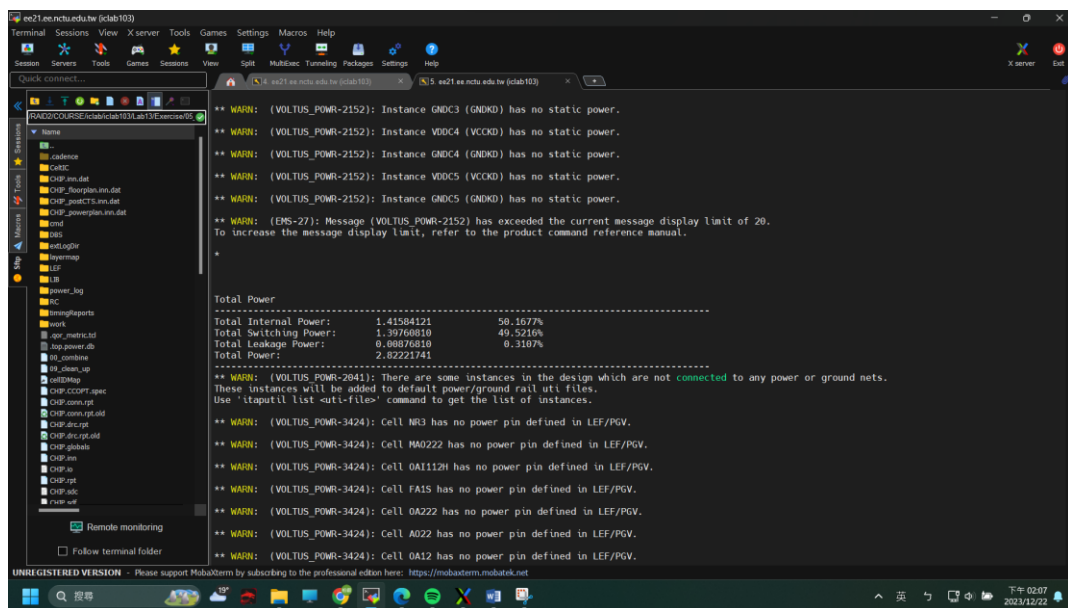 ee21.ee.nctu.edu.tw (iclab103)
Terminal Sessions View X server Tools Games Settings Macros Help
Session Servers Tools Games Sessions View Split MultiExec Tunneling Packages Settings Help X server Exit
Quick connect...
4. ee21.ee.nctu.edu.tw (iclab103)
5. ee21.ee.nctu.edu.tw (iclab103)
/RAID2/COURSE/iclab/iclab103/Lab13/Exercise/05_
Sessions
Tools
Macros
Sftp
Name
..
.cadence
CeltIC
CHIP.inn.dat
CHIP_floorplan.inn.dat
CHIP_postCTS.inn.dat
CHIP_powerplan.inn.dat
cmd
DBS
extLogDir
layermap
LEF
LIB
power_log
RC
timingReports
work
.qor_metric.tcl
.top.power.db
00_combine
09_clean_up
cellIDMap
CHIP.CCOPT.spec
CHIP.conn.rpt
CHIP.conn.rpt.old
CHIP.drc.rpt
CHIP.drc.rpt.old
CHIP.globals
CHIP.inn
CHIP.io
CHIP.rpt
CHIP.sdc
CHIP.sdf
Remote monitoring
Follow terminal folder
** WARN: (VOLTUS_POWR-2152): Instance GNDC3 (GNDKD) has no static power.
** WARN: (VOLTUS_POWR-2152): Instance VDDC4 (VCCKD) has no static power.
** WARN: (VOLTUS_POWR-2152): Instance GNDC4 (GNDKD) has no static power.
** WARN: (VOLTUS_POWR-2152): Instance VDDC5 (VCCKD) has no static power.
** WARN: (VOLTUS_POWR-2152): Instance GNDC5 (GNDKD) has no static power.
** WARN: (EMS-27): Message (VOLTUS_POWR-2152) has exceeded the current message display limit of 20.
To increase the message display limit, refer to the product command reference manual.
*
Total Power
-----------------------------------------------------------------------------------------
Total Internal Power: 1.41584121 50.1677%
Total Switching Power: 1.39760810 49.5216%
Total Leakage Power: 0.00876810 0.3107%
Total Power: 2.82221741
-----------------------------------------------------------------------------------------
** WARN: (VOLTUS_POWR-2041): There are some instances in the design which are not connected to any power or ground nets.
These instances will be added to default power/ground rail uti files.
Use 'itaputil list <uti-file>' command to get the list of instances.
** WARN: (VOLTUS_POWR-3424): Cell NR3 has no power pin defined in LEF/PGV.
** WARN: (VOLTUS_POWR-3424): Cell MAO222 has no power pin defined in LEF/PGV.
** WARN: (VOLTUS_POWR-3424): Cell OAI112H has no power pin defined in LEF/PGV.
** WARN: (VOLTUS_POWR-3424): Cell FA1S has no power pin defined in LEF/PGV.
** WARN: (VOLTUS_POWR-3424): Cell OA222 has no power pin defined in LEF/PGV.
** WARN: (VOLTUS_POWR-3424): Cell AO22 has no power pin defined in LEF/PGV.
** WARN: (VOLTUS_POWR-3424): Cell OA12 has no power pin defined in LEF/PGV.
UNREGISTERED VERSION - Please support MobaXterm by subscribing to the professional edition here: https://mobaxterm.mobatek.net
搜尋
19°
英
ㄅ
下午 02:07
2023/12/22